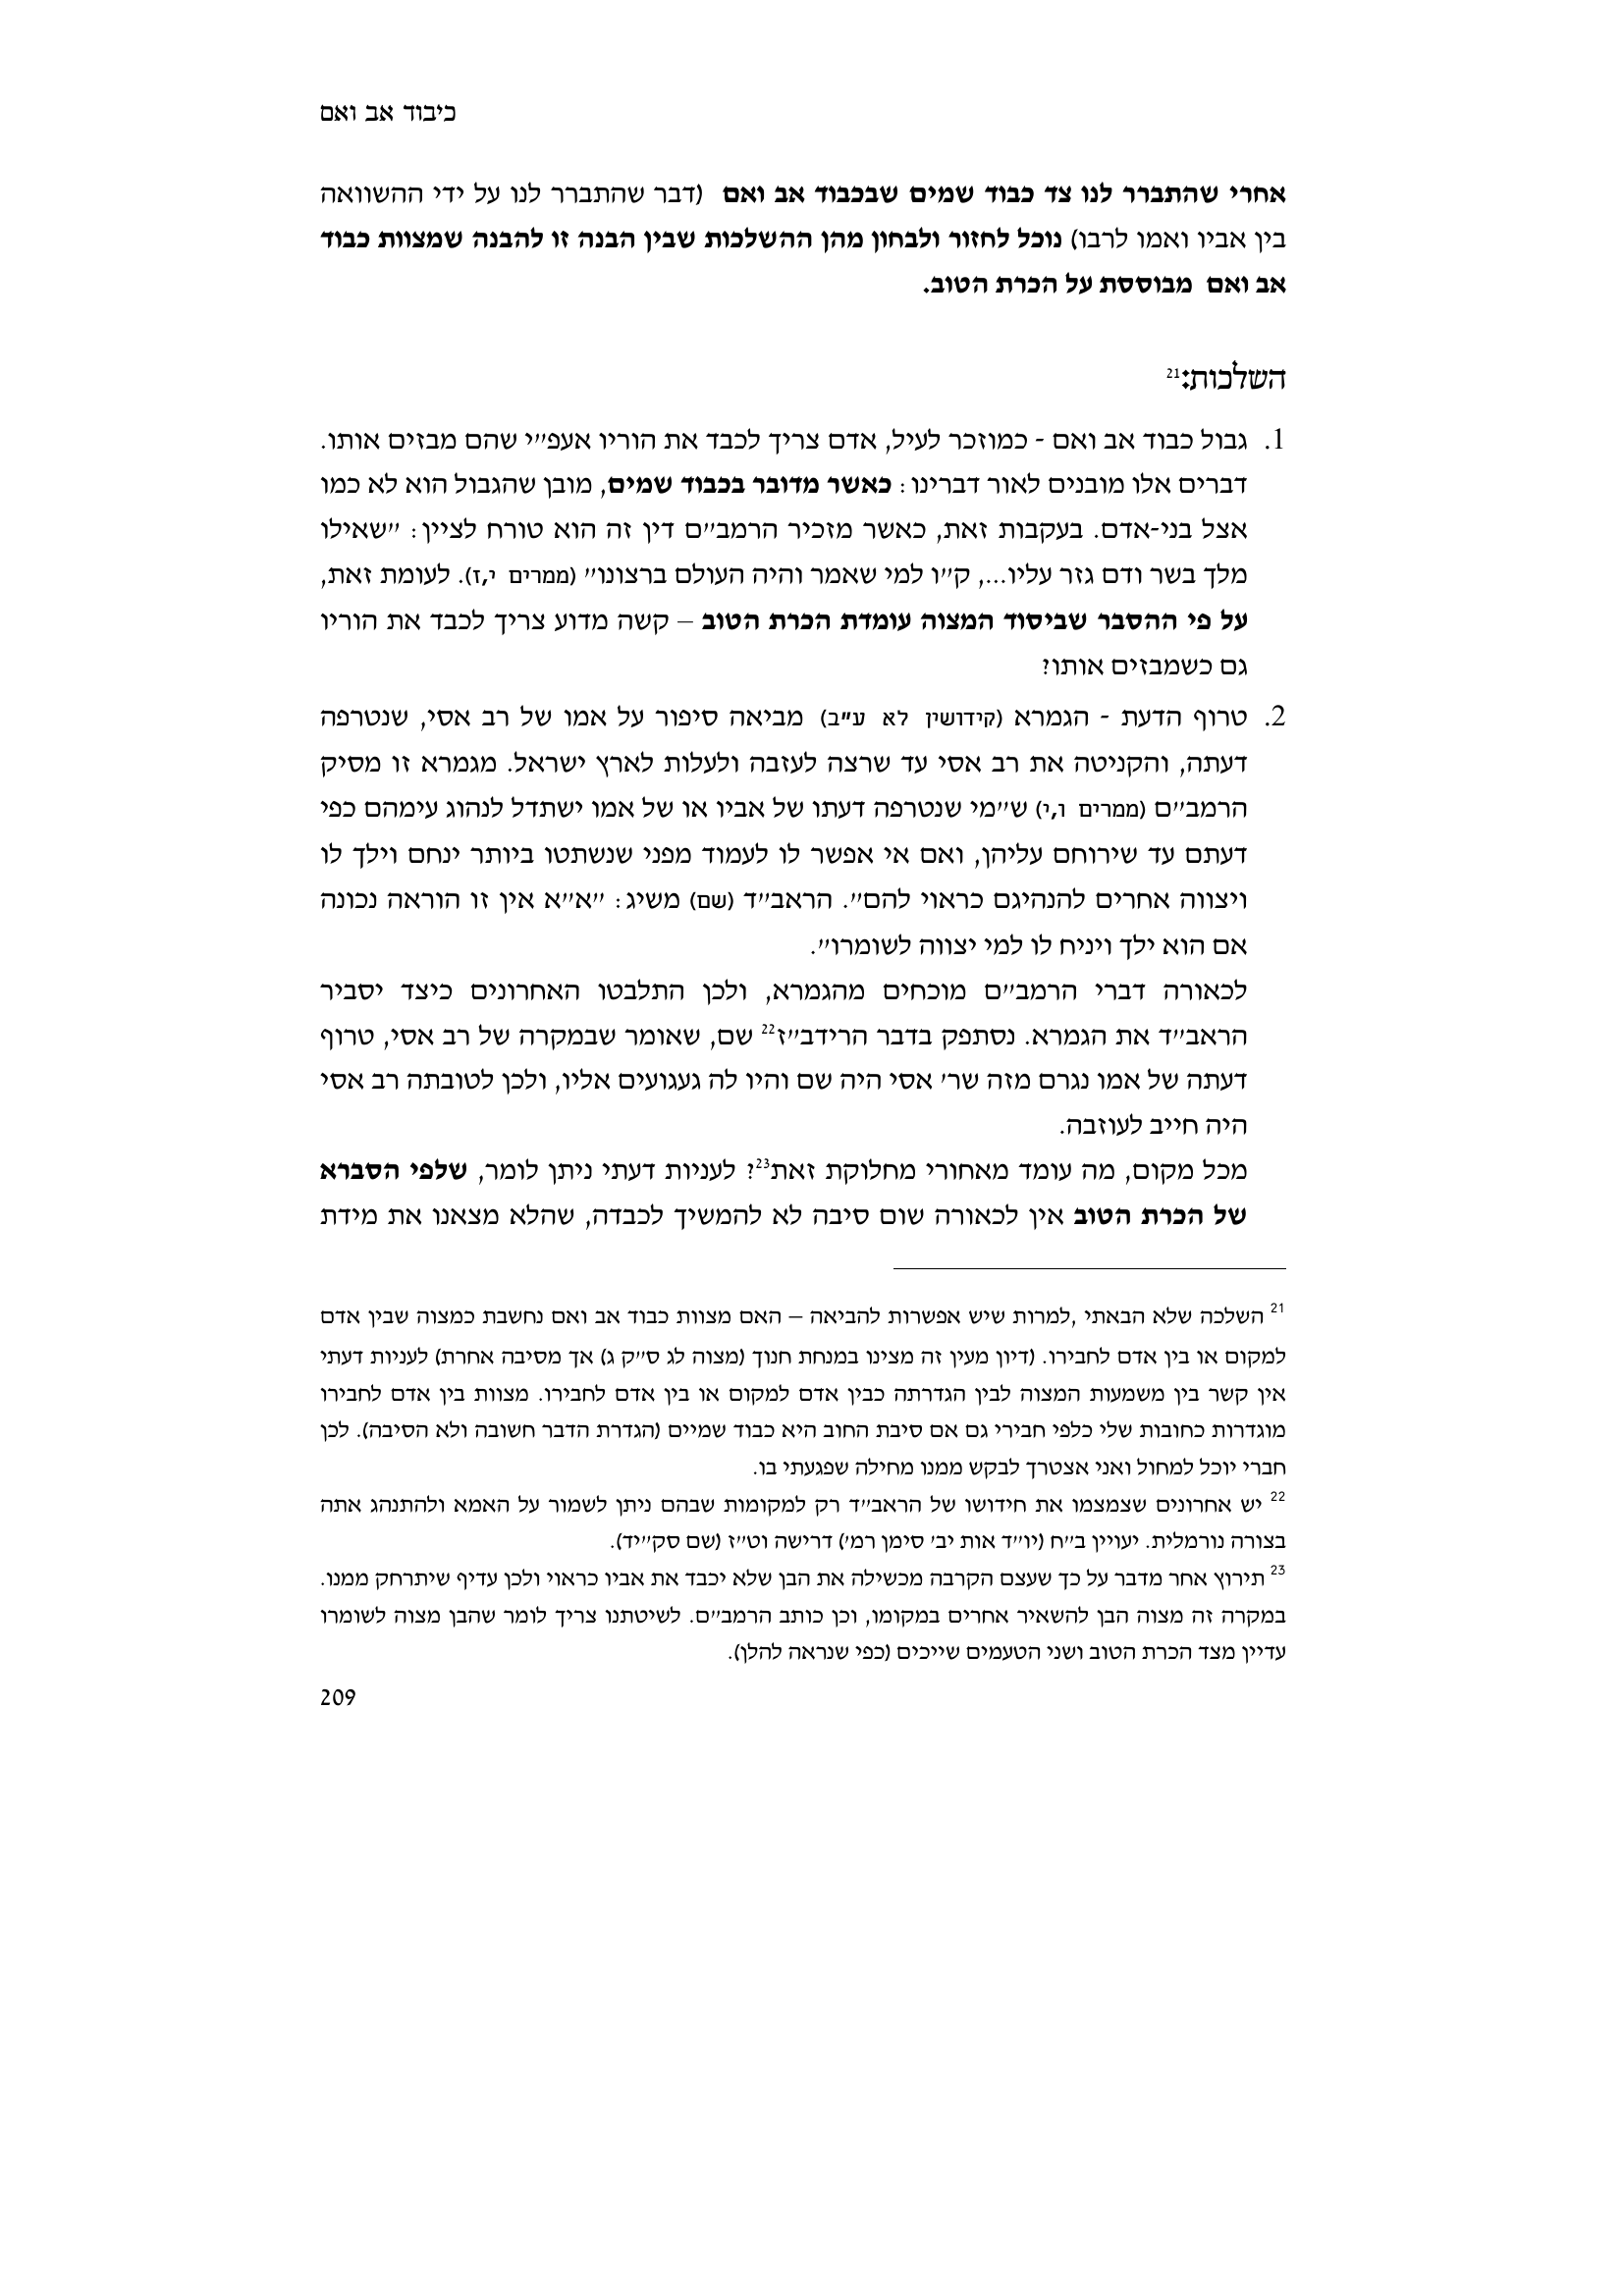 כיבוד אב ואם
אחרי שהתברר לנו צד כבוד שמים שבכבוד אב ואם (דבר שהתברר לנו על ידי ההשוואה
בין אביו ואמו לרבו) נוכל לחזור ולבחון מהן ההשלכות שבין הבנה זו להבנה שמצוות כבוד
אב ואם מבוססת על הכרת הטוב.
השלכות:21
1. גבול כבוד אב ואם - כמוזכר לעיל, אדם צריך לכבד את הוריו אעפ״י שהם מבזים אותו.
דברים אלו מובנים לאור דברינו: כאשר מדובר בכבוד שמים, מובן שהגבול הוא לא כמו
אצל בני-אדם. בעקבות זאת, כאשר מזכיר הרמב״ם דין זה הוא טורח לציין: ״שאילו
מלך בשר ודם גזר עליו..., ק״ו למי שאמר והיה העולם ברצונו״ (ממרים י,ז). לעומת זאת,
על פי ההסבר שביסוד המצוה עומדת הכרת הטוב – קשה מדוע צריך לכבד את הוריו
גם כשמבזים אותו?
2. טרוף הדעת - הגמרא (קידושין לא ע"ב) מביאה סיפור על אמו של רב אסי, שנטרפה
דעתה, והקניטה את רב אסי עד שרצה לעזבה ולעלות לארץ ישראל. מגמרא זו מסיק
הרמב״ם (ממרים ו,י) ש״מי שנטרפה דעתו של אביו או של אמו ישתדל לנהוג עימהם כפי
דעתם עד שירוחם עליהן, ואם אי אפשר לו לעמוד מפני שנשתטו ביותר ינחם וילך לו
ויצווה אחרים להנהיגם כראוי להם״. הראב״ד (שם) משיג: ״א״א אין זו הוראה נכונה
אם הוא ילך ויניח לו למי יצווה לשומרו״.
לכאורה דברי הרמב״ם מוכחים מהגמרא, ולכן התלבטו האחרונים כיצד יסביר
הראב״ד את הגמרא. נסתפק בדבר הרידב״ז22 שם, שאומר שבמקרה של רב אסי, טרוף
דעתה של אמו נגרם מזה שר׳ אסי היה שם והיו לה געגועים אליו, ולכן לטובתה רב אסי
היה חייב לעוזבה.
מכל מקום, מה עומד מאחורי מחלוקת זאת23? לעניות דעתי ניתן לומר, שלפי הסברא
של הכרת הטוב אין לכאורה שום סיבה לא להמשיך לכבדה, שהלא מצאנו את מידת
21 השלכה שלא הבאתי ,למרות שיש אפשרות להביאה – האם מצוות כבוד אב ואם נחשבת כמצוה שבין אדם
למקום או בין אדם לחבירו. (דיון מעין זה מצינו במנחת חנוך (מצוה לג ס״ק ג) אך מסיבה אחרת) לעניות דעתי
אין קשר בין משמעות המצוה לבין הגדרתה כבין אדם למקום או בין אדם לחבירו. מצוות בין אדם לחבירו
מוגדרות כחובות שלי כלפי חבירי גם אם סיבת החוב היא כבוד שמיים (הגדרת הדבר חשובה ולא הסיבה). לכן
חברי יוכל למחול ואני אצטרך לבקש ממנו מחילה שפגעתי בו.
22 יש אחרונים שצמצמו את חידושו של הראב״ד רק למקומות שבהם ניתן לשמור על האמא ולהתנהג אתה
בצורה נורמלית. יעויין ב״ח (יו״ד אות יב׳ סימן רמ׳) דרישה וט״ז (שם סק״יד).
23 תירוץ אחר מדבר על כך שעצם הקרבה מכשילה את הבן שלא יכבד את אביו כראוי ולכן עדיף שיתרחק ממנו.
במקרה זה מצוה הבן להשאיר אחרים במקומו, וכן כותב הרמב״ם. לשיטתנו צריך לומר שהבן מצוה לשומרו
עדיין מצד הכרת הטוב ושני הטעמים שייכים (כפי שנראה להלן).
209